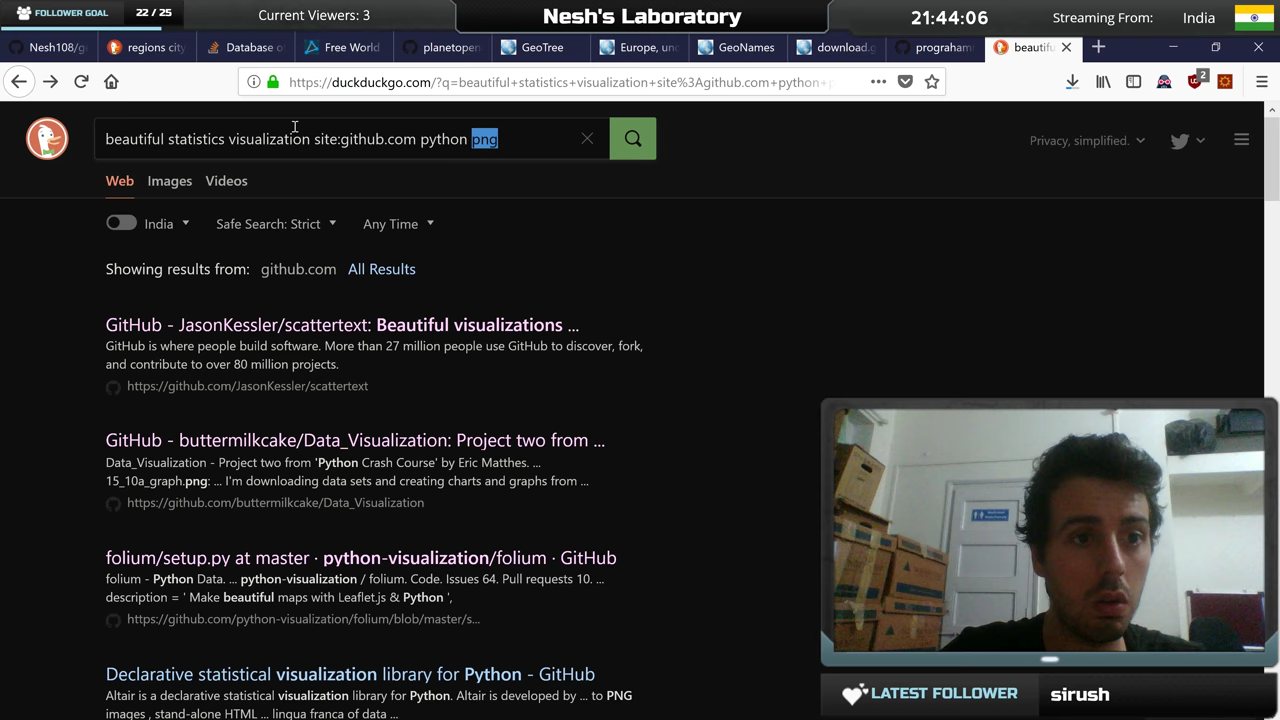 FOLLOWER GOAL
22 / 25
Current Viewers: 3
Nesh's Laboratory
21:44:06
Streaming From:
India
Nesh108/g
regions city
Database o
Free World
planetopen
GeoTree
Europe, un
GeoNames
download.g
prograham
beautifu
https://duckduckgo.com/?q=beautiful+statistics+visualization+site%3Agithub.com+python+p
2
beautiful statistics visualization site:github.com python png
Privacy, simplified.
Web
Images
Videos
India
Safe Search: Strict
Any Time
Showing results from: github.com All Results
GitHub - JasonKessler/scattertext: Beautiful visualizations ...
GitHub is where people build software. More than 27 million people use GitHub to discover, fork,
and contribute to over 80 million projects.
https://github.com/JasonKessler/scattertext
GitHub - buttermilkcake/Data_Visualization: Project two from ...
Data_Visualization - Project two from 'Python Crash Course' by Eric Matthes. ...
15_10a_graph.png: ... I'm downloading data sets and creating charts and graphs from ...
https://github.com/buttermilkcake/Data_Visualization
folium/setup.py at master · python-visualization/folium · GitHub
folium - Python Data. ... python-visualization / folium. Code. Issues 64. Pull requests 10. ...
description = ' Make beautiful maps with Leaflet.js & Python ',
https://github.com/python-visualization/folium/blob/master/s...
Declarative statistical visualization library for Python - GitHub
Altair is a declarative statistical visualization library for Python. Altair is developed by ... to PNG
images , stand-alone HTML ... lingua franca of data ...
LATEST FOLLOWER
sirush